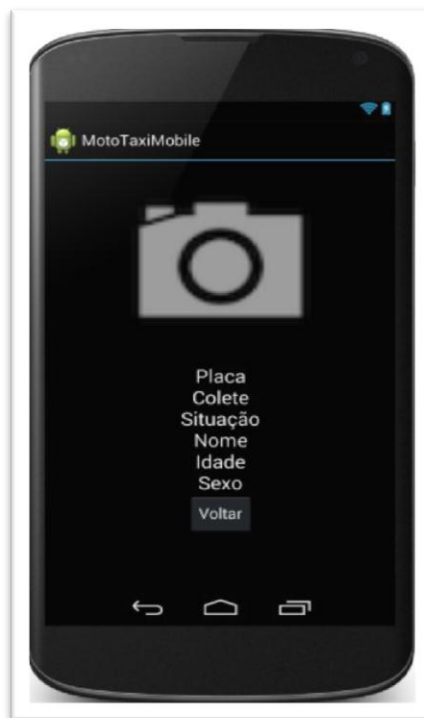 MotoTaxiMobile
Placa
Colete
Situação
Nome
Idade
Sexo
Voltar